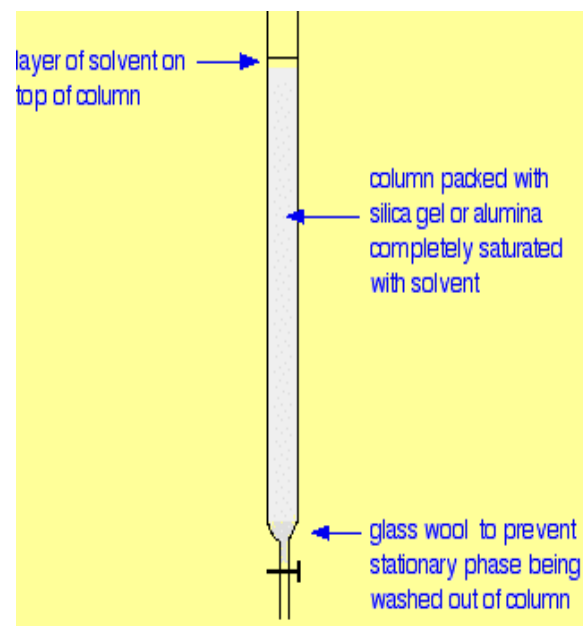 layer of solvent on
top of column
column packed with
silica gel or alumina
completely saturated
with solvent
glass wool to prevent
stationary phase being
washed out of column